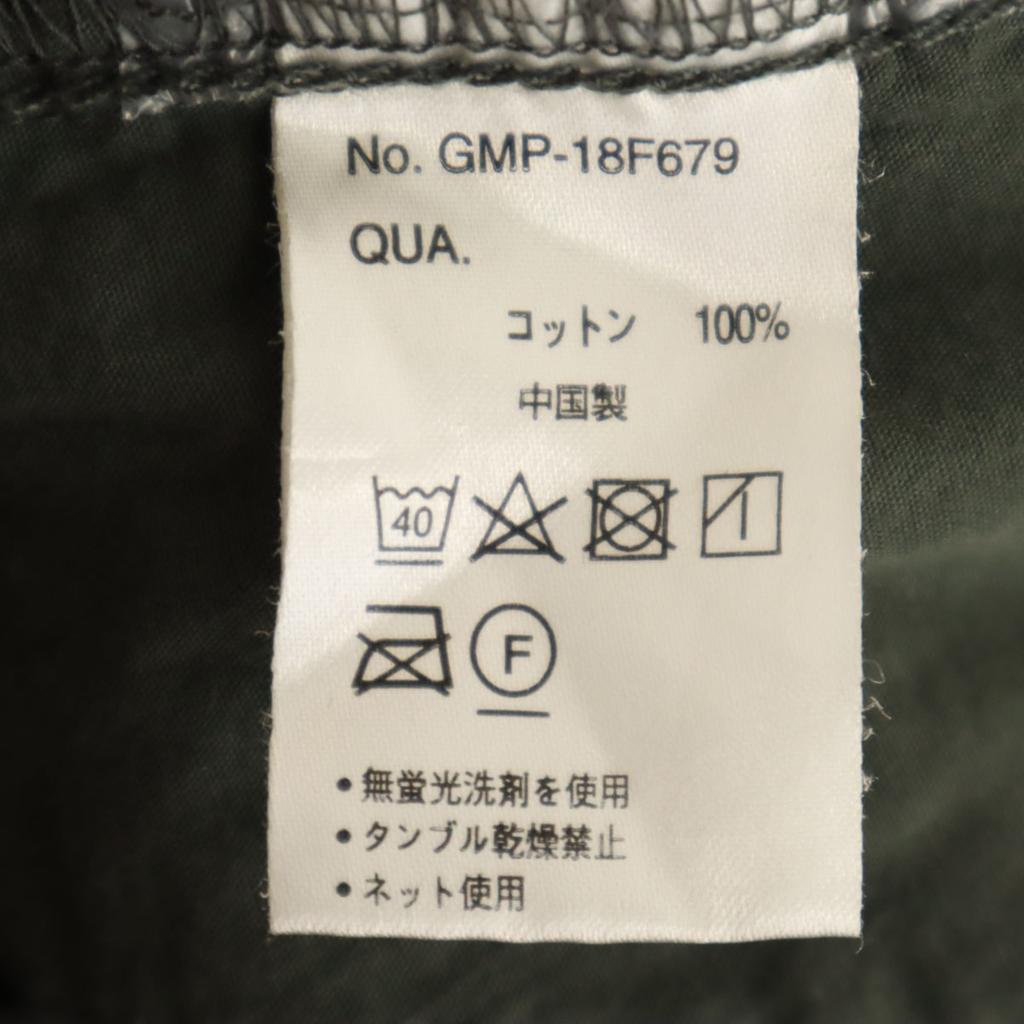 No. GMP-18F679
QUA.
コットン 100%
中国製
40
F
・無蛍光洗剤を使用
・タンブル乾燥禁止
・ネット使用